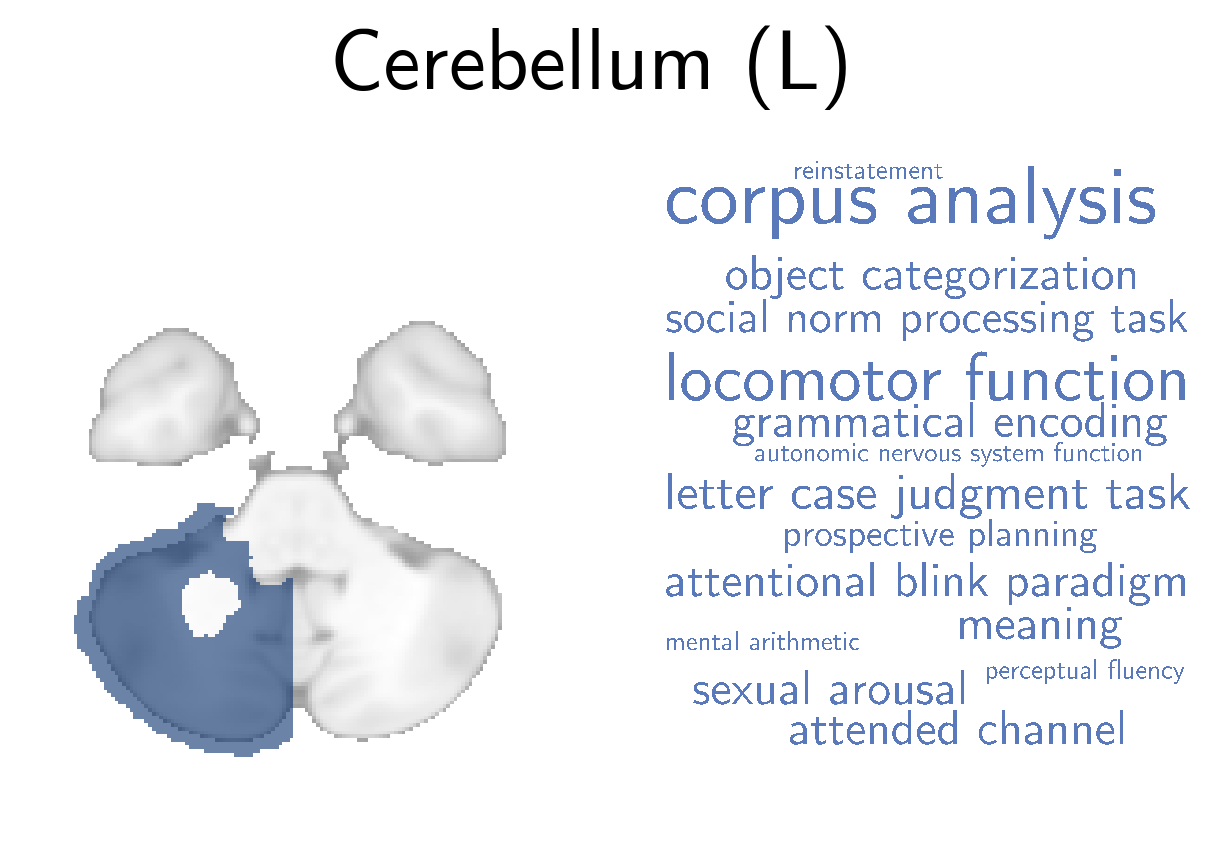 Cerebellum (L)
reinstatement
corpus analysis
object categorization
social norm processing task
locomotor function
grammatical encoding
autonomic nervous system function
letter case judgment task
prospective planning
attentional blink paradigm
meaning
mental arithmetic
perceptual fluency
sexual arousal
attended channel